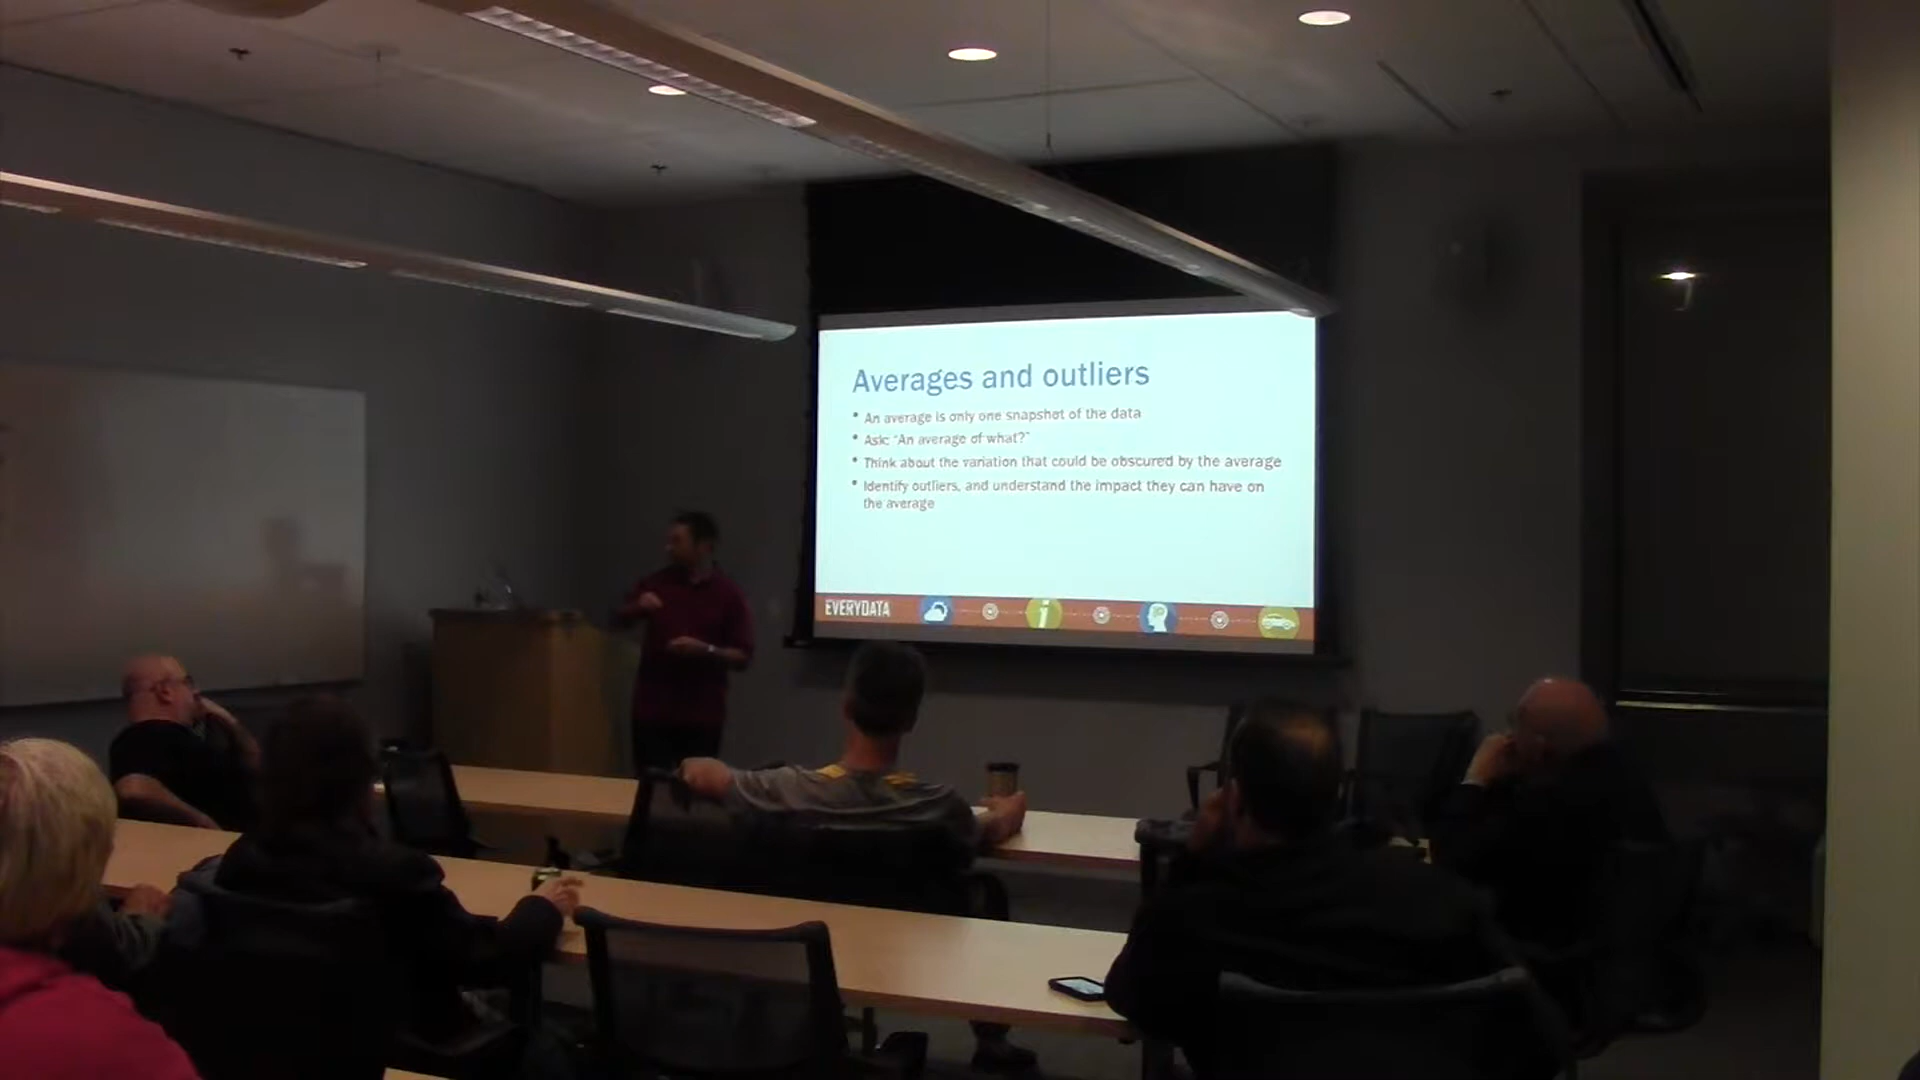 Averages and outliers
• An average is only one snapshot of the data
• Ask: "An average of what?"
• Think about the variation that could be obscured by the average
• Identify outliers, and understand the impact they can have on
the average
EVERYDATA